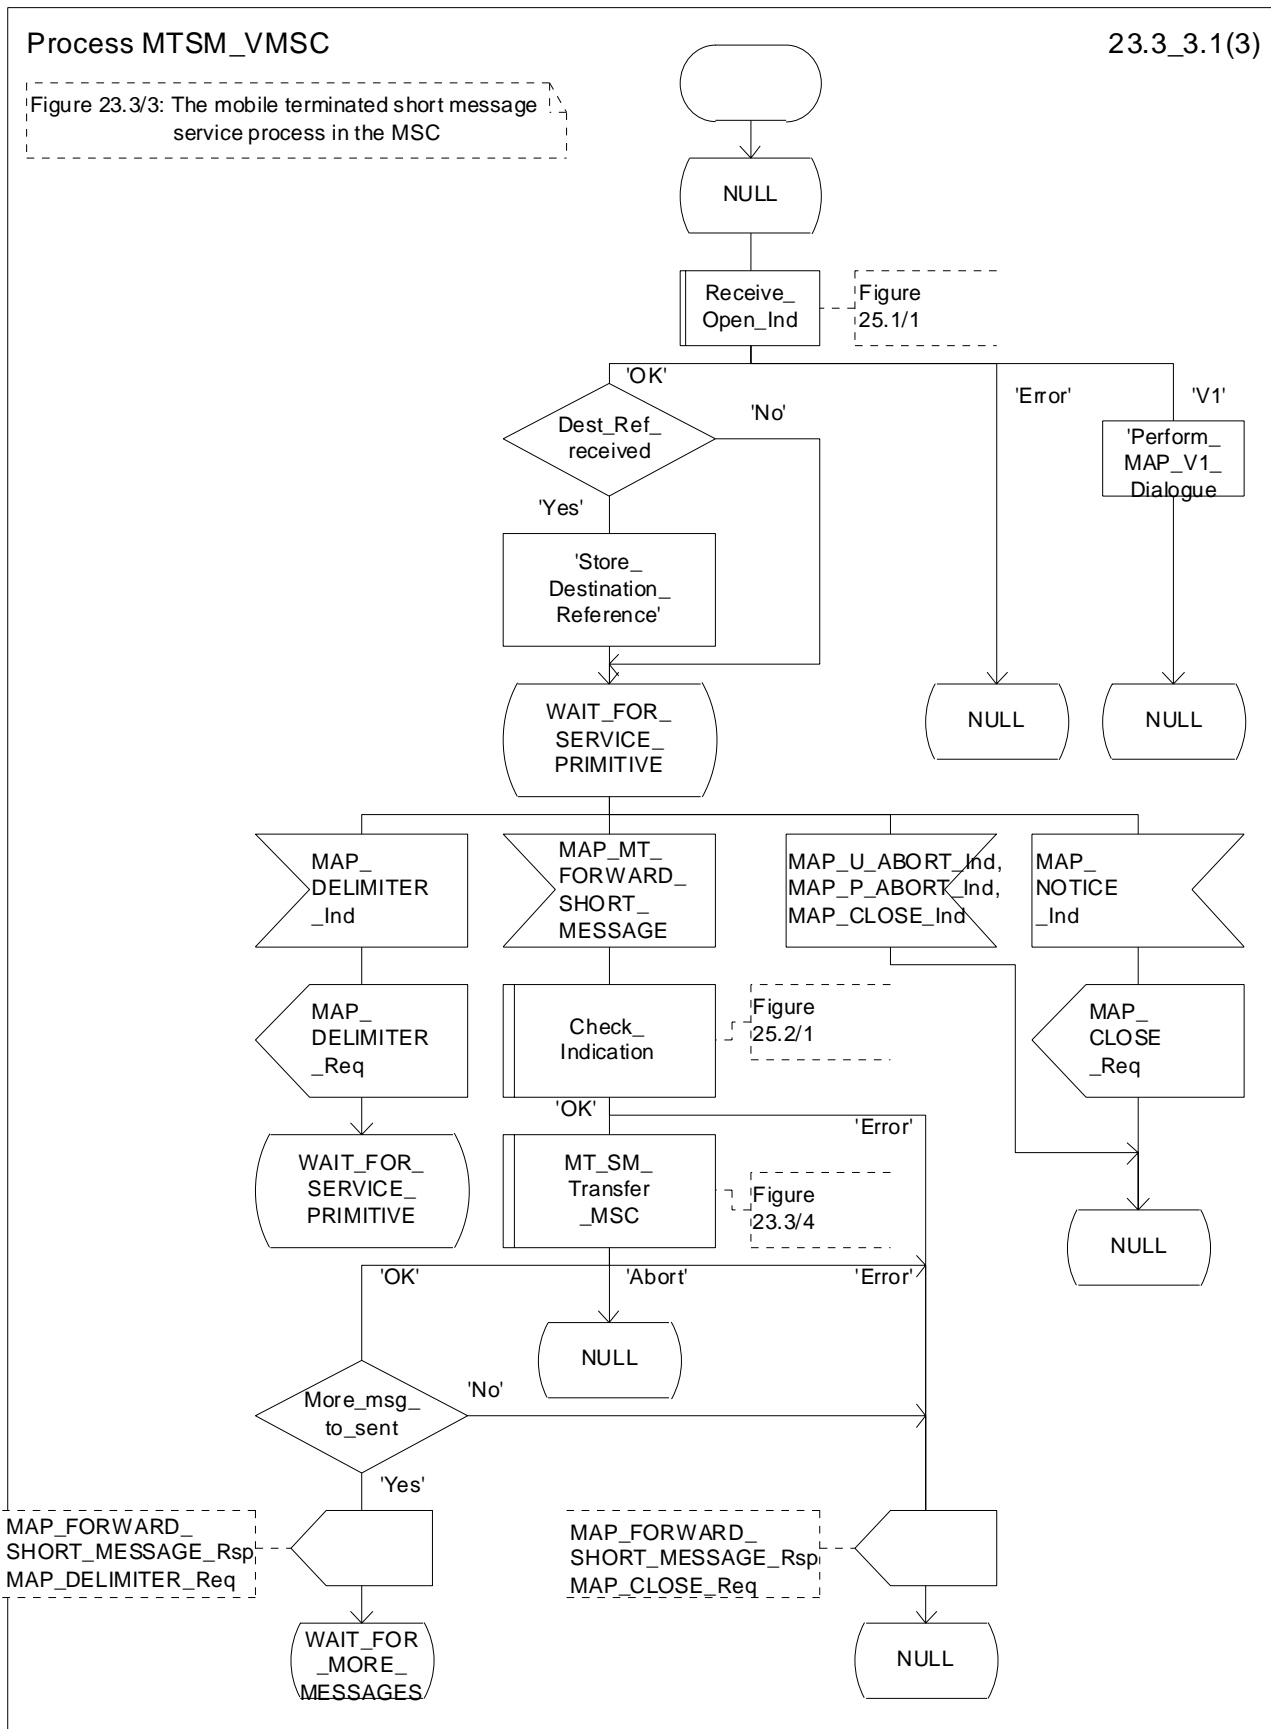 Process MTSM_VMSC
23.3_3.1(3)
Figure 23.3/3: The mobile terminated short message
service process in the MSC
NULL
Receive_
Open_Ind
Figure
25.1/1
'OK'
'Error'
'V1'
Dest_Ref_
received
'No'
'Perform_
MAP_V1_
Dialogue
'Yes'
'Store_
Destination_
Reference'
WAIT_FOR_
SERVICE_
PRIMITIVE
NULL
NULL
MAP_
DELIMITER
_Ind
MAP_MT_
FORWARD_
SHORT_
MESSAGE
MAP_U_ABORT_Ind,
MAP_P_ABORT_Ind,
MAP_CLOSE_Ind
MAP_
NOTICE
_Ind
MAP_
DELIMITER
_Req
Check_
Indication
Figure
25.2/1
MAP_
CLOSE
_Req
'OK'
'Error'
WAIT_FOR_
SERVICE_
PRIMITIVE
MT_SM_
Transfer
_MSC
Figure
23.3/4
NULL
'OK'
'Abort'
'Error'
NULL
More_msg_
to_sent
'No'
'Yes'
MAP_FORWARD_
SHORT_MESSAGE_Rsp
MAP_DELIMITER_Req
MAP_FORWARD_
SHORT_MESSAGE_Rsp
MAP_CLOSE_Req
WAIT_FOR
_MORE_
MESSAGES
NULL